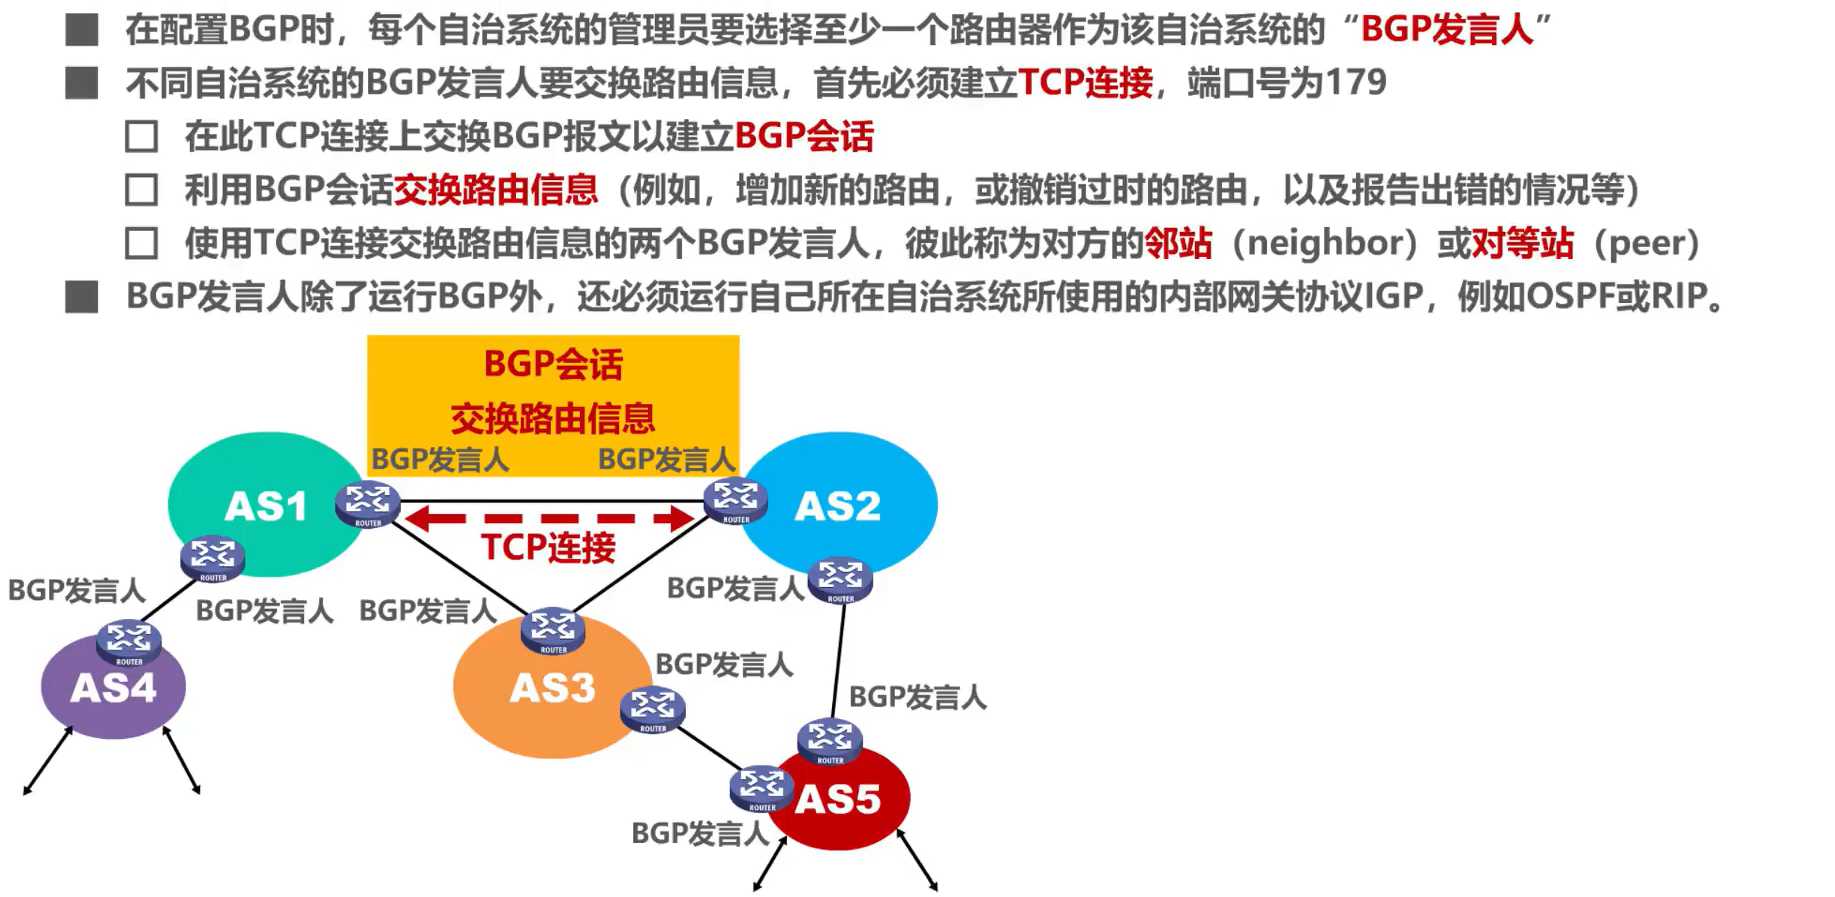 在配置BGP时，每个自治系统的管理员要选择至少一个路由器作为该自治系统的“BGP发言人”
不同自治系统的BGP发言人要交换路由信息，首先必须建立TCP连接，端口号为179
在此TCP连接上交换BGP报文以建立BGP会话
利用BGP会话交换路由信息（例如，增加新的路由，或撤销过时的路由，以及报告出错的情况等）
使用TCP连接交换路由信息的两个BGP发言人，彼此称为对方的邻站（neighbor）或对等站（peer）
BGP发言人除了运行BGP外，还必须运行自己所在自治系统所使用的内部网关协议IGP，例如OSPF或RIP。
BGP会话
交换路由信息
BGP发言人 BGP发言人
AS1 AS2
ROUTER ROUTER
TCP连接
ROUTER ROUTER
BGP发言人 BGP发言人
BGP发言人 BGP发言人
ROUTER ROUTER
BGP发言人
AS4 AS3
BGP发言人
ROUTER
ROUTER
AS5
ROUTER
BGP发言人